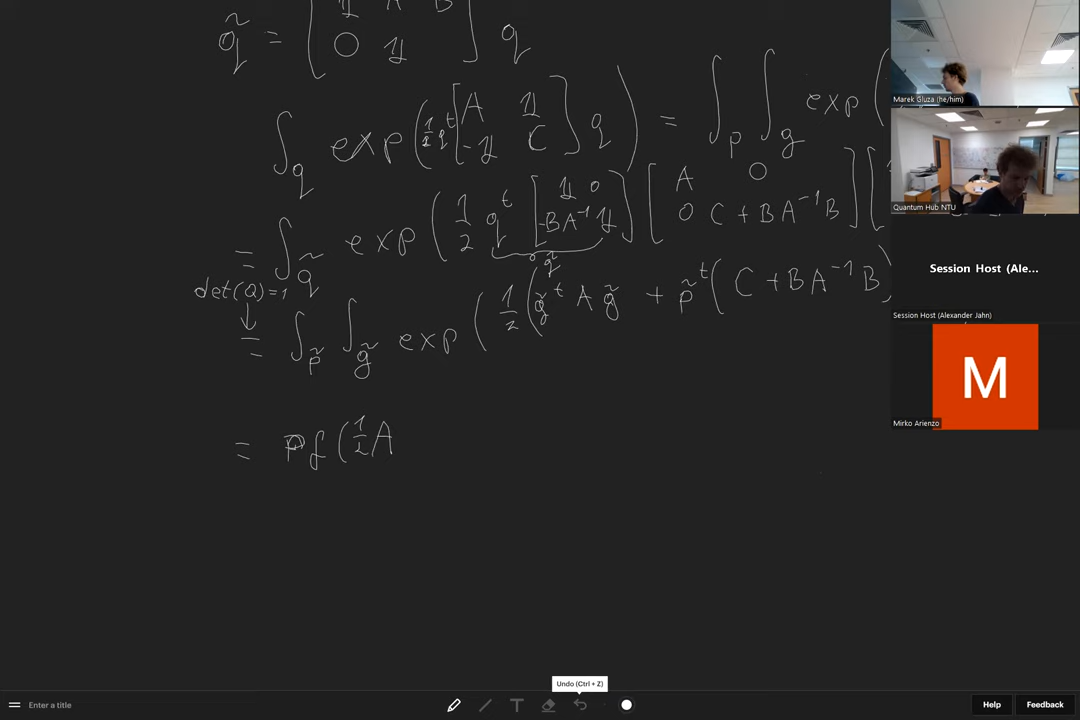 q̃ = [ 𝟙 A B
0 𝟙 ] q
∫_q exp(½ q^t [ A 𝟙
-𝟙 C ] q) = ∫_p ∫_g exp(
= ∫_q̃ exp( ½ q^t [ 𝟙 0
-BA⁻¹ 𝟙 ] [ A 0
0 C + BA⁻¹B ] [
q̃
det(Q)=1
↓
= ∫_p̃ ∫_g̃ exp( ½ ( g̃^t A g̃ + p̃^t ( C + BA⁻¹B )
= Pf( ½ A
Marek Gluza (he/him)
Quantum Hub NTU
Session Host (Ale...
Session Host (Alexander Jahn)
M
Mirko Arienzo
Undo (Ctrl + Z)
Enter a title
T
Help
Feedback